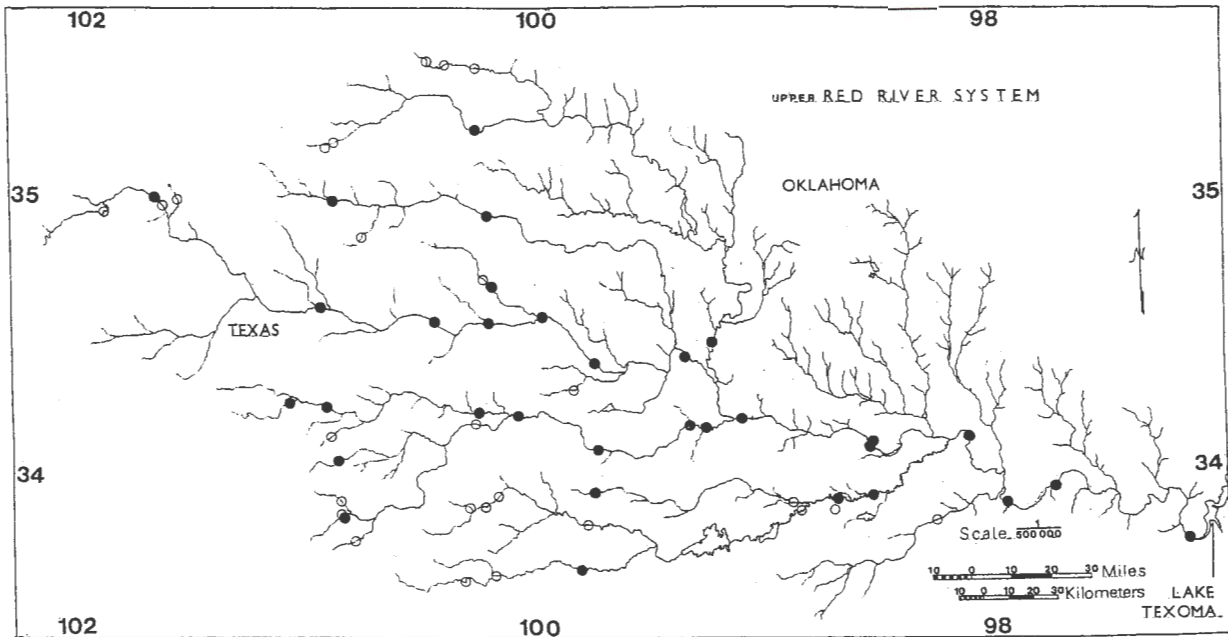 102 100 98
UPPER RED RIVER SYSTEM
OKLAHOMA
35 35
TEXAS
34 34
Scale 1/500 000
10 0 10 20 30 Miles
10 0 10 20 30 Kilometers
LAKE
TEXOMA
102 100 98